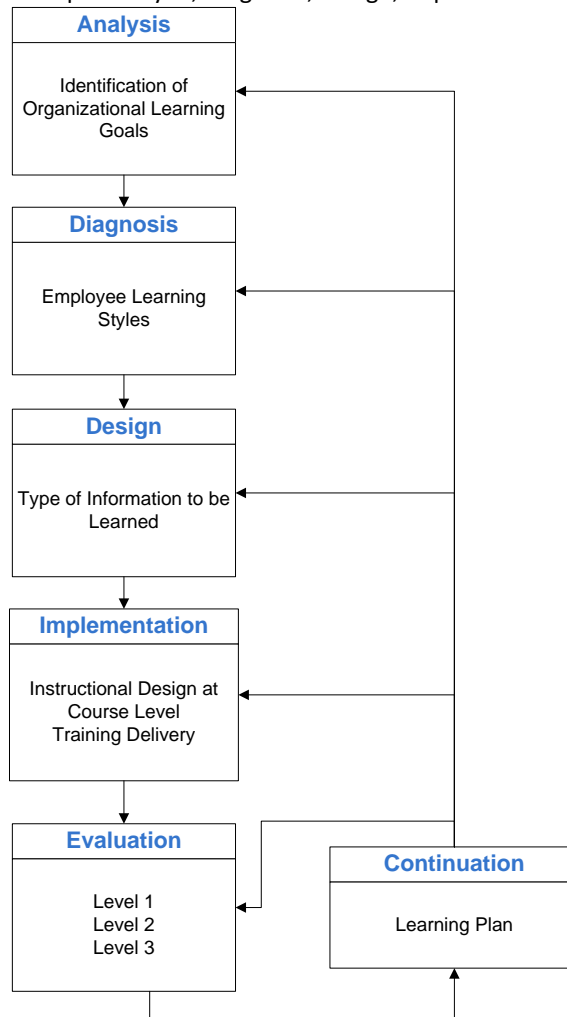 Analysis
Identification of
Organizational Learning
Goals
Diagnosis
Employee Learning
Styles
Design
Type of Information to be
Learned
Implementation
Instructional Design at
Course Level
Training Delivery
Evaluation
Level 1
Level 2
Level 3
Continuation
Learning Plan